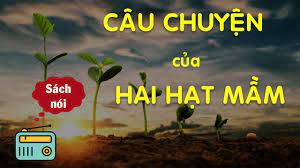 CÂU CHUYỆN
của
HAI HẠT MẦM
Sách
nói